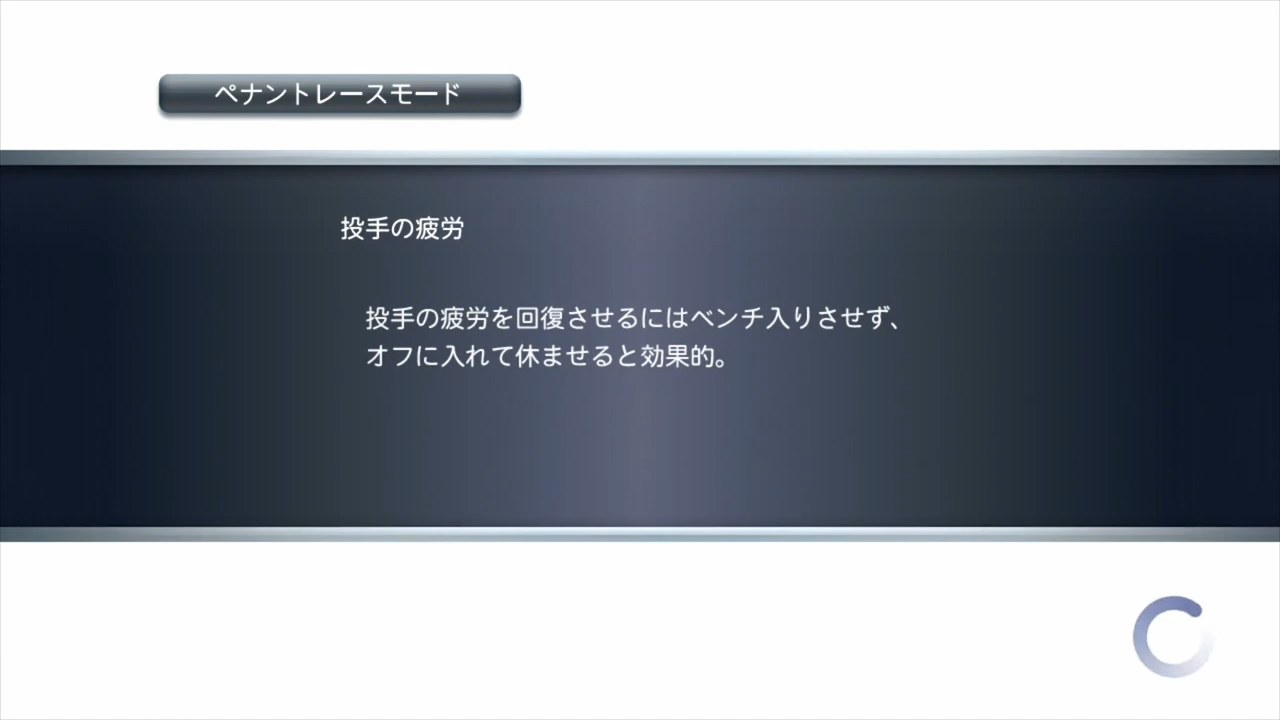 ペナントレースモード
投手の疲労
投手の疲労を回復させるにはベンチ入りさせず、
オフに入れて休ませると効果的。